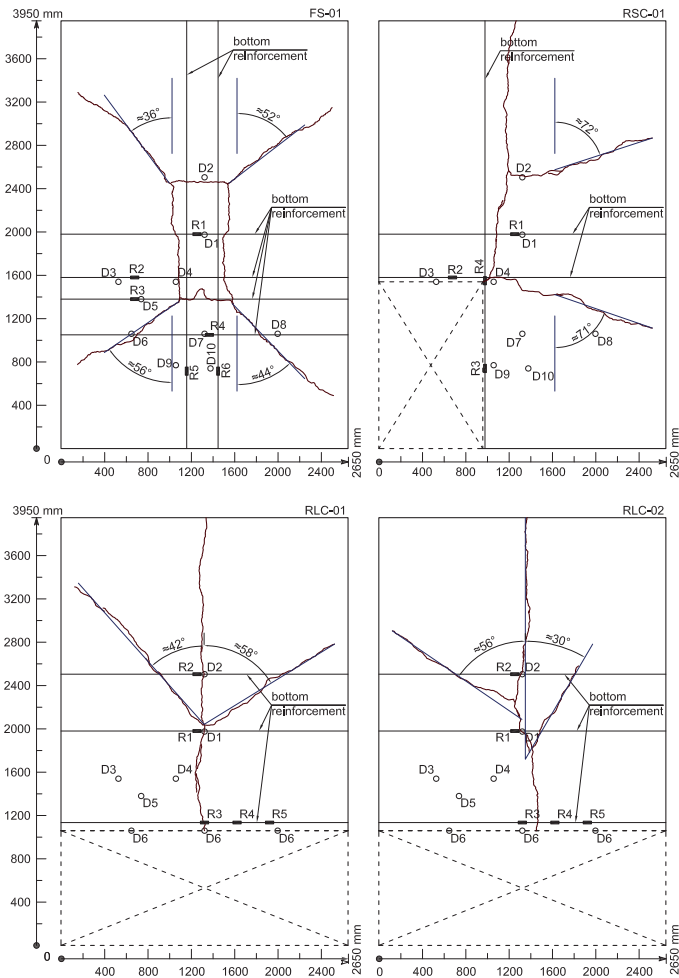 3950 mm
FS-01
RSC-01
bottom
reinforcement
bottom
reinforcement
3600
3200
2800
2400
2000
1600
1200
800
400
0
≈36°
≈52°
≈72°
D2
D2
bottom
reinforcement
bottom
reinforcement
R1
D1
R1
D1
D3
R2
D4
D3
R2
R4
D4
R3
D5
D6
D7
R4
D8
D7
D8
≈71°
≈56°
D9
R5
D10
R6
≈44°
R3
D9
D10
400
800
1200
1600
2000
2650 mm
0
400
800
1200
1600
2000
2650 mm
3950 mm
RLC-01
RLC-02
3600
3200
2800
2400
2000
1600
1200
800
400
0
≈42°
≈58°
≈56°
≈30°
R2
D2
R2
D2
bottom
reinforcement
bottom
reinforcement
R1
D1
R1
D1
D3
D4
D3
D4
D5
D5
R3
R4
R5
R3
R4
R5
D6
D6
D6
D6
D6
D6
0
400
800
1200
1600
2000
2650 mm
0
400
800
1200
1600
2000
2650 mm